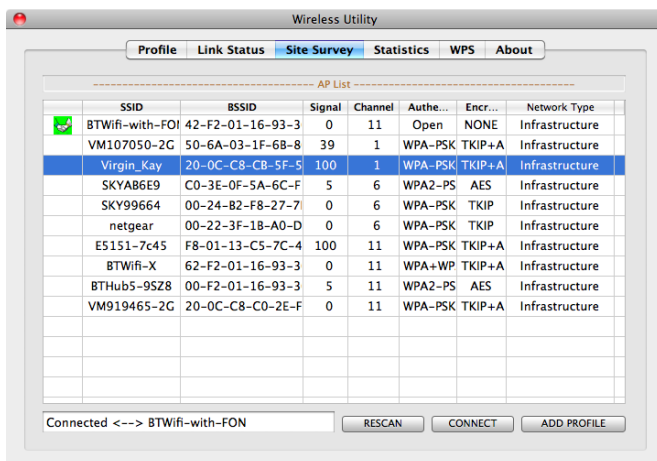 Wireless Utility
Profile Link Status Site Survey Statistics WPS About
AP List
SSID BSSID Signal Channel Authe... Encr... Network Type
BTWifi-with-FON 42-F2-01-16-93-3 0 11 Open NONE Infrastructure
VM107050-2G 50-6A-03-1F-6B-8 39 1 WPA-PSK TKIP+A Infrastructure
Virgin_Kay 20-0C-C8-CB-5F-5 100 1 WPA-PSK TKIP+A Infrastructure
SKYAB6E9 C0-3E-0F-5A-6C-F 5 6 WPA2-PS AES Infrastructure
SKY99664 00-24-B2-F8-27-7 0 6 WPA-PSK TKIP Infrastructure
netgear 00-22-3F-1B-A0-D 0 6 WPA-PSK TKIP Infrastructure
E5151-7c45 F8-01-13-C5-7C-4 100 11 WPA-PSK TKIP+A Infrastructure
BTWifi-X 62-F2-01-16-93-3 0 11 WPA+WP TKIP+A Infrastructure
BTHub5-9SZ8 00-F2-01-16-93-3 5 11 WPA2-PS AES Infrastructure
VM919465-2G 20-0C-C8-C0-2E-F 0 11 WPA-PSK TKIP+A Infrastructure
Connected <--> BTWifi-with-FON RESCAN CONNECT ADD PROFILE